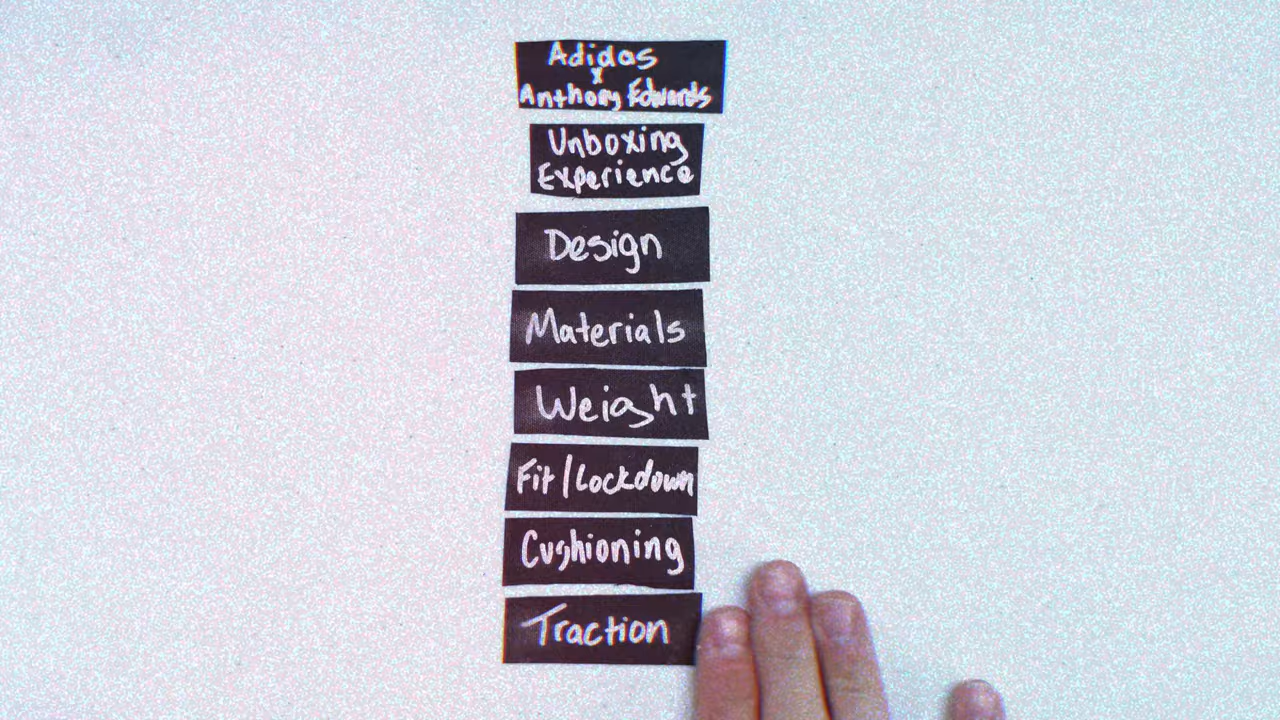 Adidas
x
Anthony Edwards
Unboxing
Experience
Design
Materials
Weight
Fit/Lockdown
Cushioning
Traction